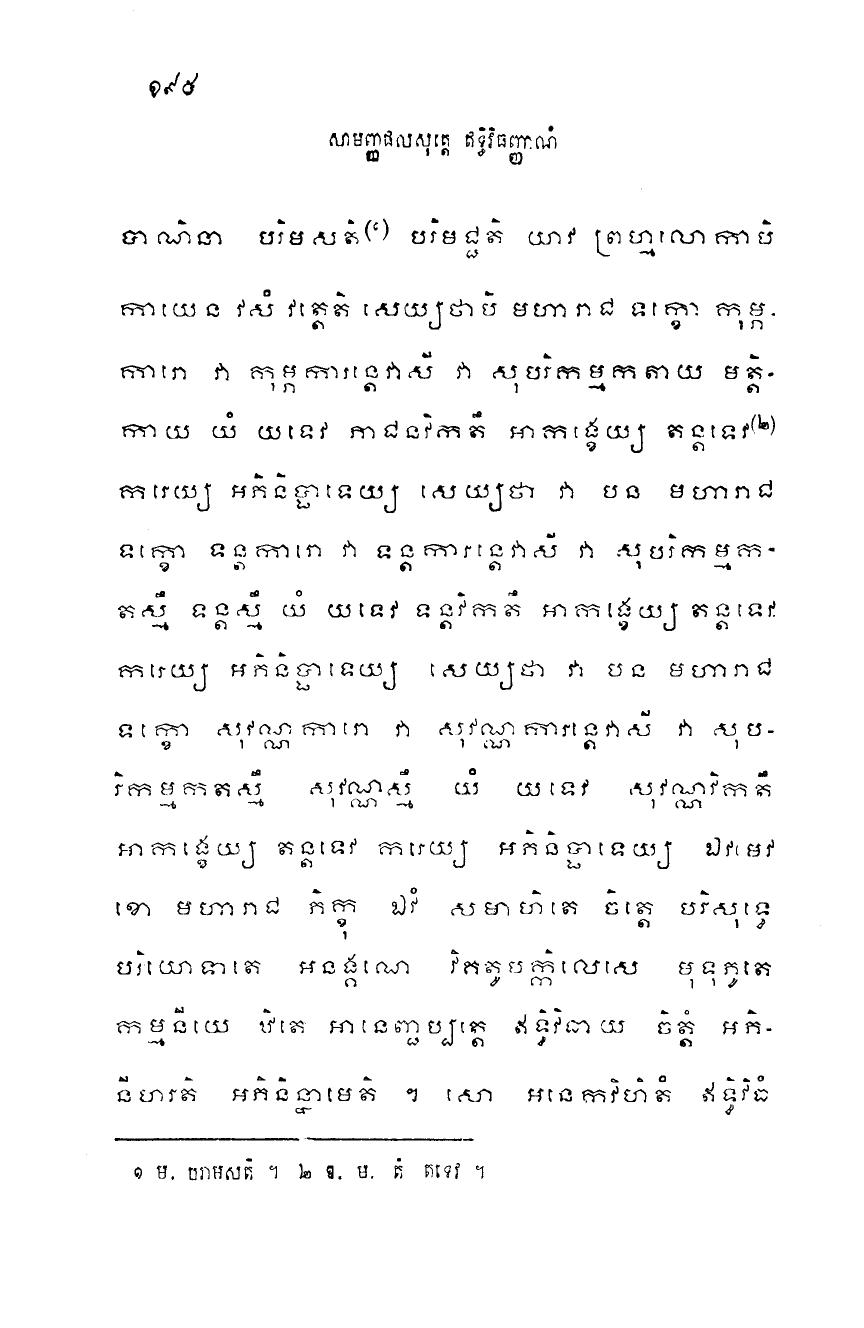 ១៩៥
សាមញ្ញផលសុត្តេ ឥទ្ធិវិធញ្ញាណំ
បាណិនា បរិមសតិ(១) បរិមជ្ជតិ យាវ ព្រហ្មលោកាបិ
កាយេន វសំ វត្តេតិ សេយ្យថាបិ មហារាជ ទក្ខោ កុម្ភ-
ការោ វា កុម្ភការន្តេវាសី វា សុបរិកម្មកតាយ មត្តិ-
កាយ យំ យទេវ ភាជនវិកតឹ អាកង្ខេយ្យ តន្តទេវ(២)
ករេយ្យ អភិនិប្ផាទេយ្យ សេយ្យថា វា បន មហារាជ
ទក្ខោ ទន្តការោ វា ទន្តការន្តេវាសី វា សុបរិកម្មក-
តស្មឹ ទន្តស្មឹ យំ យទេវ ទន្តវិកតឹ អាកង្ខេយ្យ តន្តទេវ
ករេយ្យ អភិនិប្ផាទេយ្យ សេយ្យថា វា បន មហារាជ
ទក្ខោ សុវណ្ណការោ វា សុវណ្ណការន្តេវាសី វា សុប-
រិកម្មកតស្មឹ សុវណ្ណស្មឹ យំ យទេវ សុវណ្ណវិកតឹ
អាកង្ខេយ្យ តន្តទេវ ករេយ្យ អភិនិប្ផាទេយ្យ ឯវមេវ
ខោ មហារាជ ភិក្ខុ ឯវំ សមាហិតេ ចិត្តេ បរិសុទ្ធេ
បរិយោទាតេ អនង្គណេ វិគតូបក្កិលេសេ មុទុភូតេ
កម្មនីយេ ឋិតេ អានេញ្ជប្បត្តេ ឥទ្ធិវិធាយ ចិត្តំ អភិ-
នីហរតិ អភិនិន្នាមេតិ ។ សោ អនេកវិហិតំ ឥទ្ធិវិធំ
១ ម. បរាមសតិ ។ ២ ឱ. ម. តំ តទេវ ។